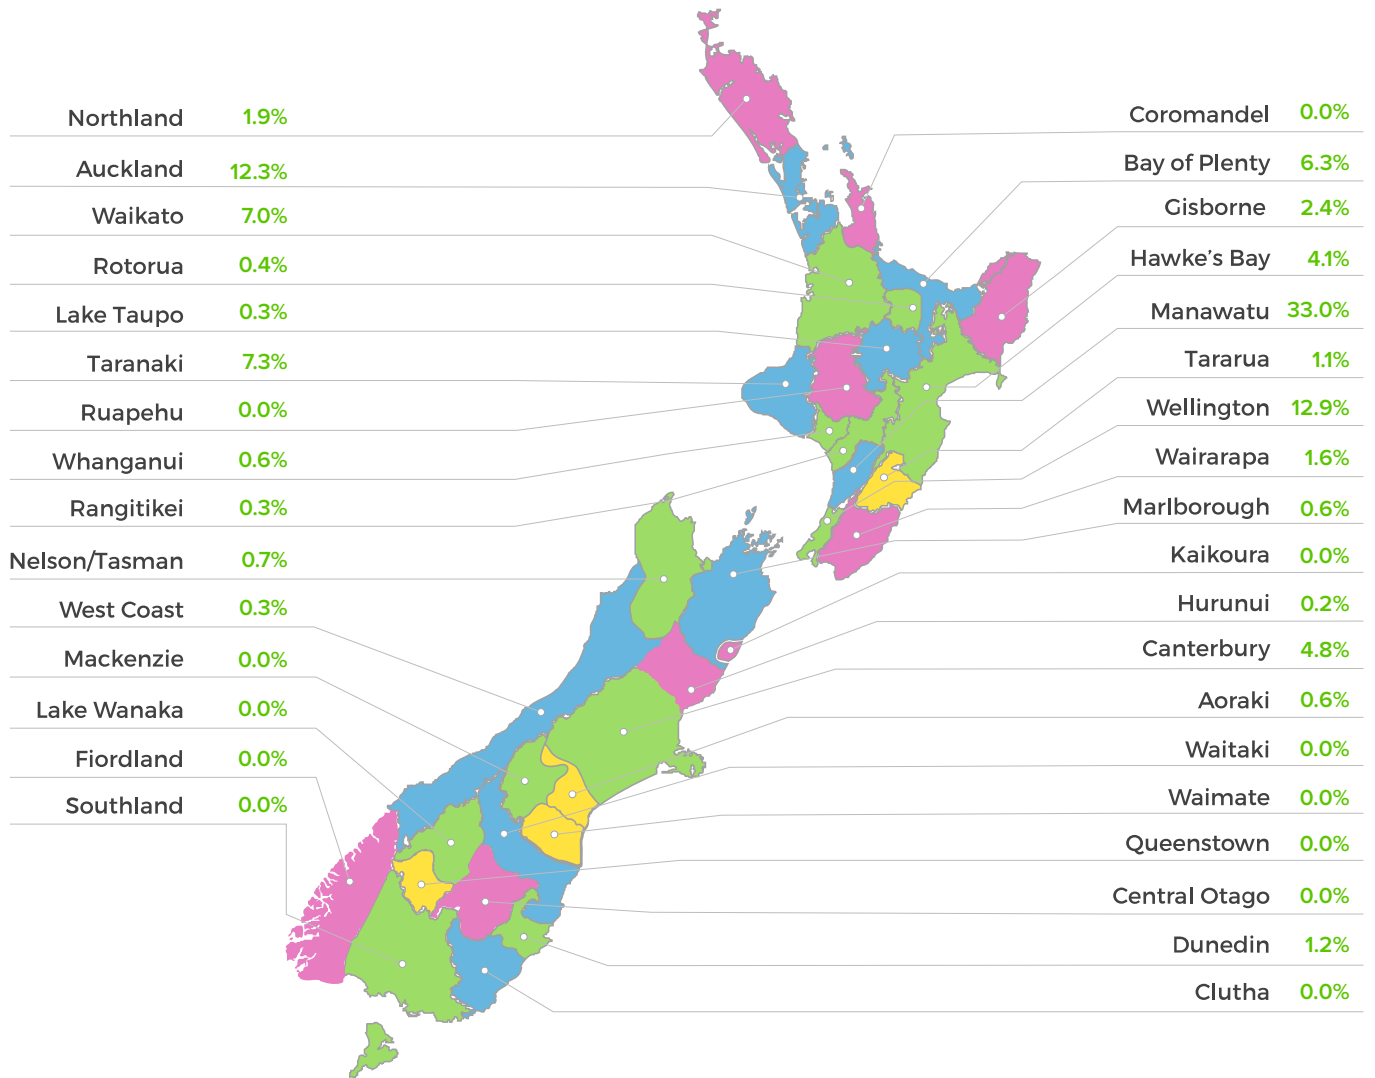 Northland 1.9%
Auckland 12.3%
Waikato 7.0%
Rotorua 0.4%
Lake Taupo 0.3%
Taranaki 7.3%
Ruapehu 0.0%
Whanganui 0.6%
Rangitikei 0.3%
Nelson/Tasman 0.7%
West Coast 0.3%
Mackenzie 0.0%
Lake Wanaka 0.0%
Fiordland 0.0%
Southland 0.0%
Coromandel 0.0%
Bay of Plenty 6.3%
Gisborne 2.4%
Hawke's Bay 4.1%
Manawatu 33.0%
Tararua 1.1%
Wellington 12.9%
Wairarapa 1.6%
Marlborough 0.6%
Kaikoura 0.0%
Hurunui 0.2%
Canterbury 4.8%
Aoraki 0.6%
Waitaki 0.0%
Waimate 0.0%
Queenstown 0.0%
Central Otago 0.0%
Dunedin 1.2%
Clutha 0.0%